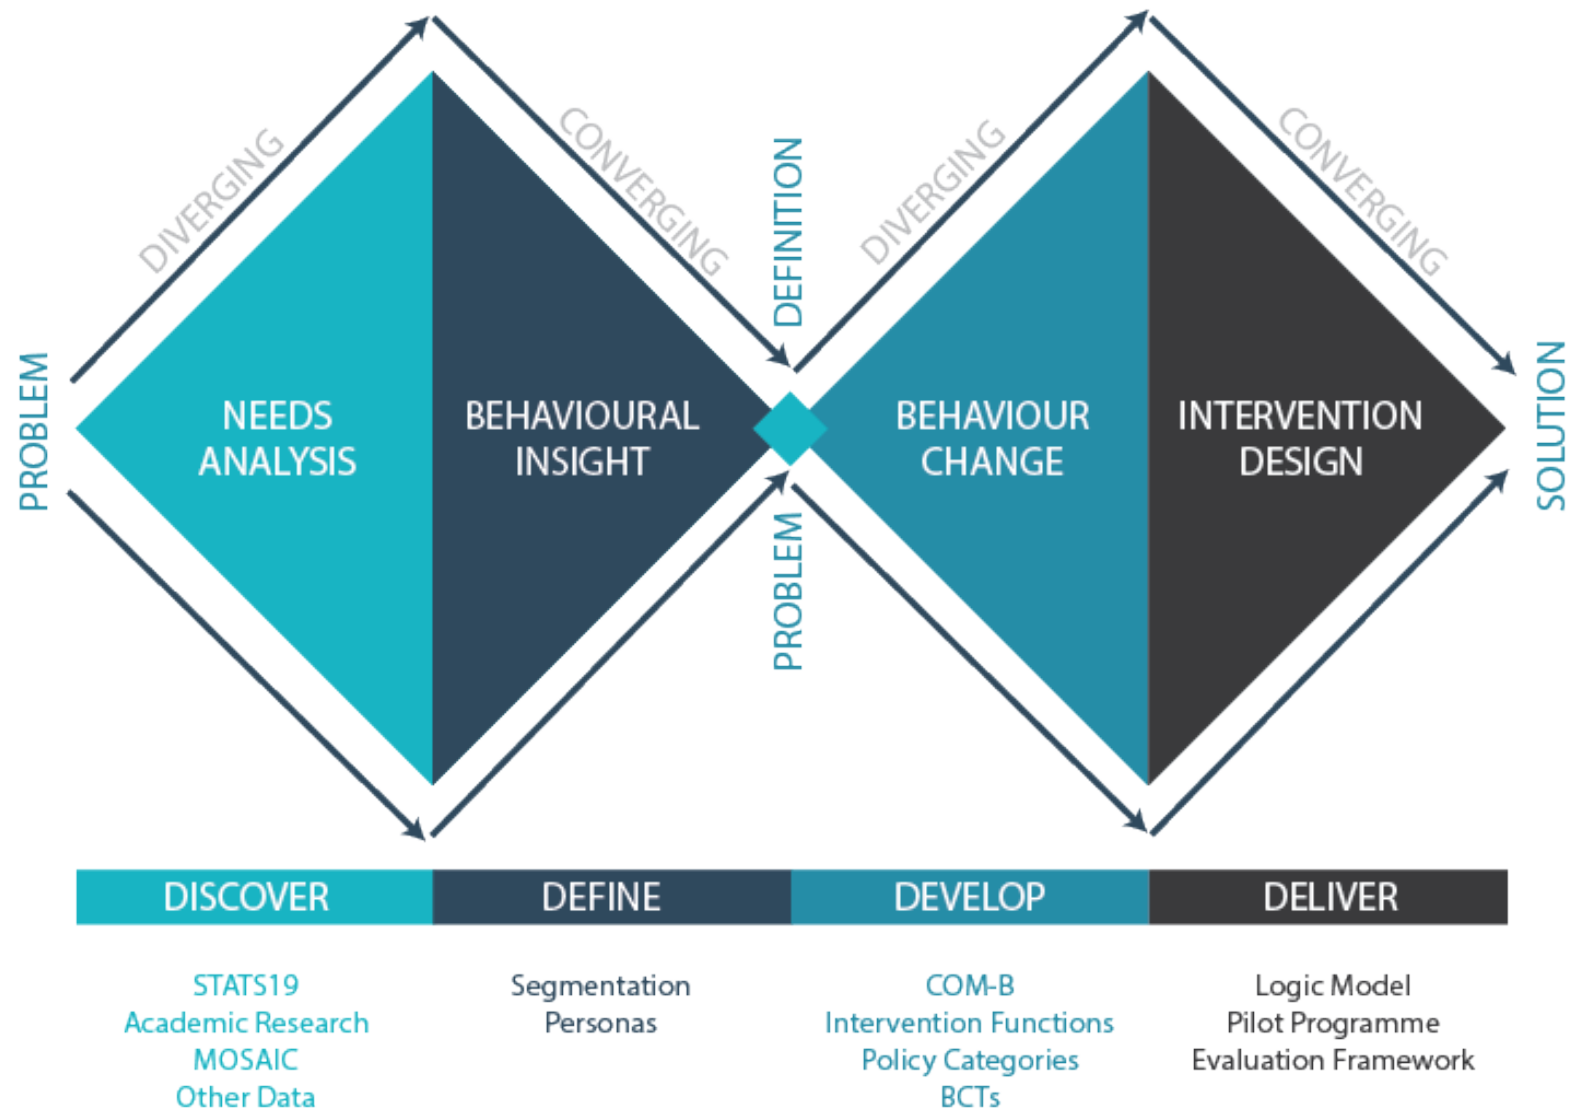 DIVERGING
CONVERGING
DIVERGING
CONVERGING
PROBLEM
NEEDS
ANALYSIS
BEHAVIOURAL
INSIGHT
PROBLEM DEFINITION
BEHAVIOUR
CHANGE
INTERVENTION
DESIGN
SOLUTION
DISCOVER
DEFINE
DEVELOP
DELIVER
STATS19
Academic Research
MOSAIC
Other Data
Segmentation
Personas
COM-B
Intervention Functions
Policy Categories
BCTs
Logic Model
Pilot Programme
Evaluation Framework